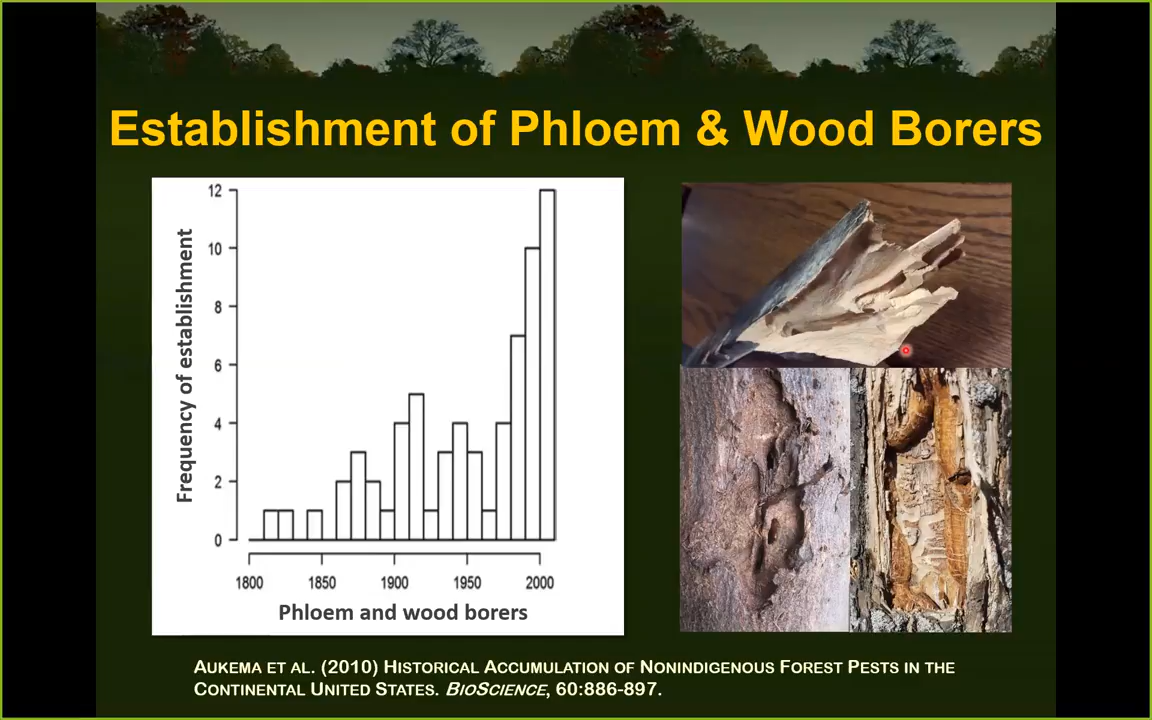 Establishment of Phloem & Wood Borers
Frequency of establishment
12
10
8
6
4
2
0
1800 1850 1900 1950 2000
Phloem and wood borers
AUKEMA ET AL. (2010) HISTORICAL ACCUMULATION OF NONINDIGENOUS FOREST PESTS IN THE
CONTINENTAL UNITED STATES. BIOSCIENCE, 60:886-897.